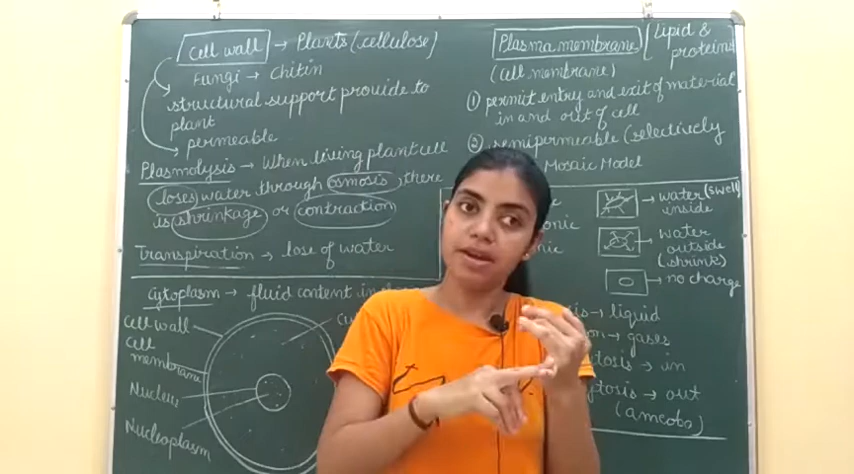 Cell wall → Plants (cellulose)
Fungi → chitin
structural support provide to
plant
permeable
Plasmolysis → When living plant cell
loses water through osmosis, there
is shrinkage or contraction
Transpiration → lose of water
Cytoplasm → fluid content in
Cell wall
Cell
membrane
Nucleus
Nucleoplasm
Plasma membrane (Lipid &
proteins
(cell membrane)
① permit entry and exit of material
in and out of cell
② semipermeable (selectively
Mosaic Model
onic
→ water (swell)
inside
→ water
outside
(shrink)
→ no change
→ liquid
→ gases
→ in
→ out
(amoeba)